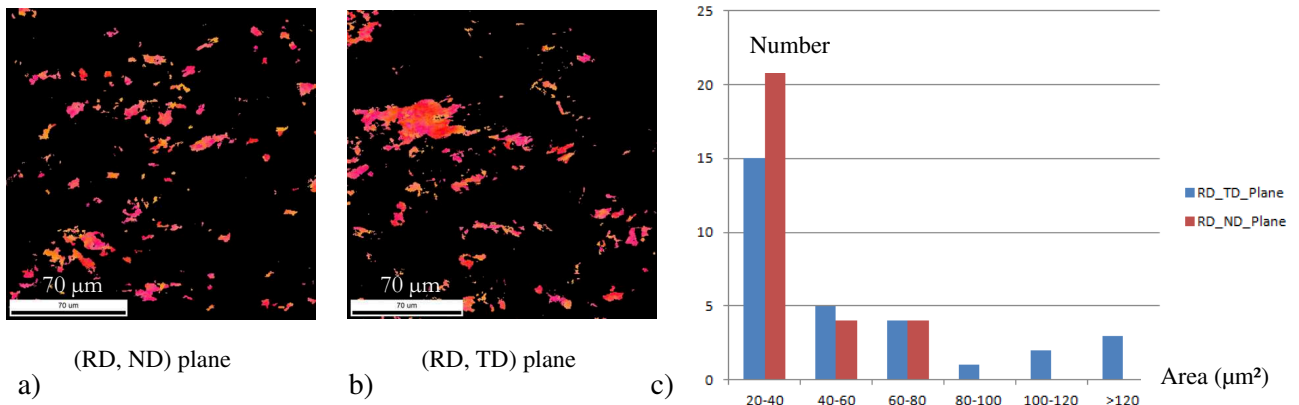 70 μm
70 um
(RD, ND) plane
a)
70 μm
70 um
(RD, TD) plane
b)
c)
Number
25
20
15
10
5
0
20-40 40-60 60-80 80-100 100-120 >120
Area (μm²)
RD_TD_Plane
RD_ND_Plane